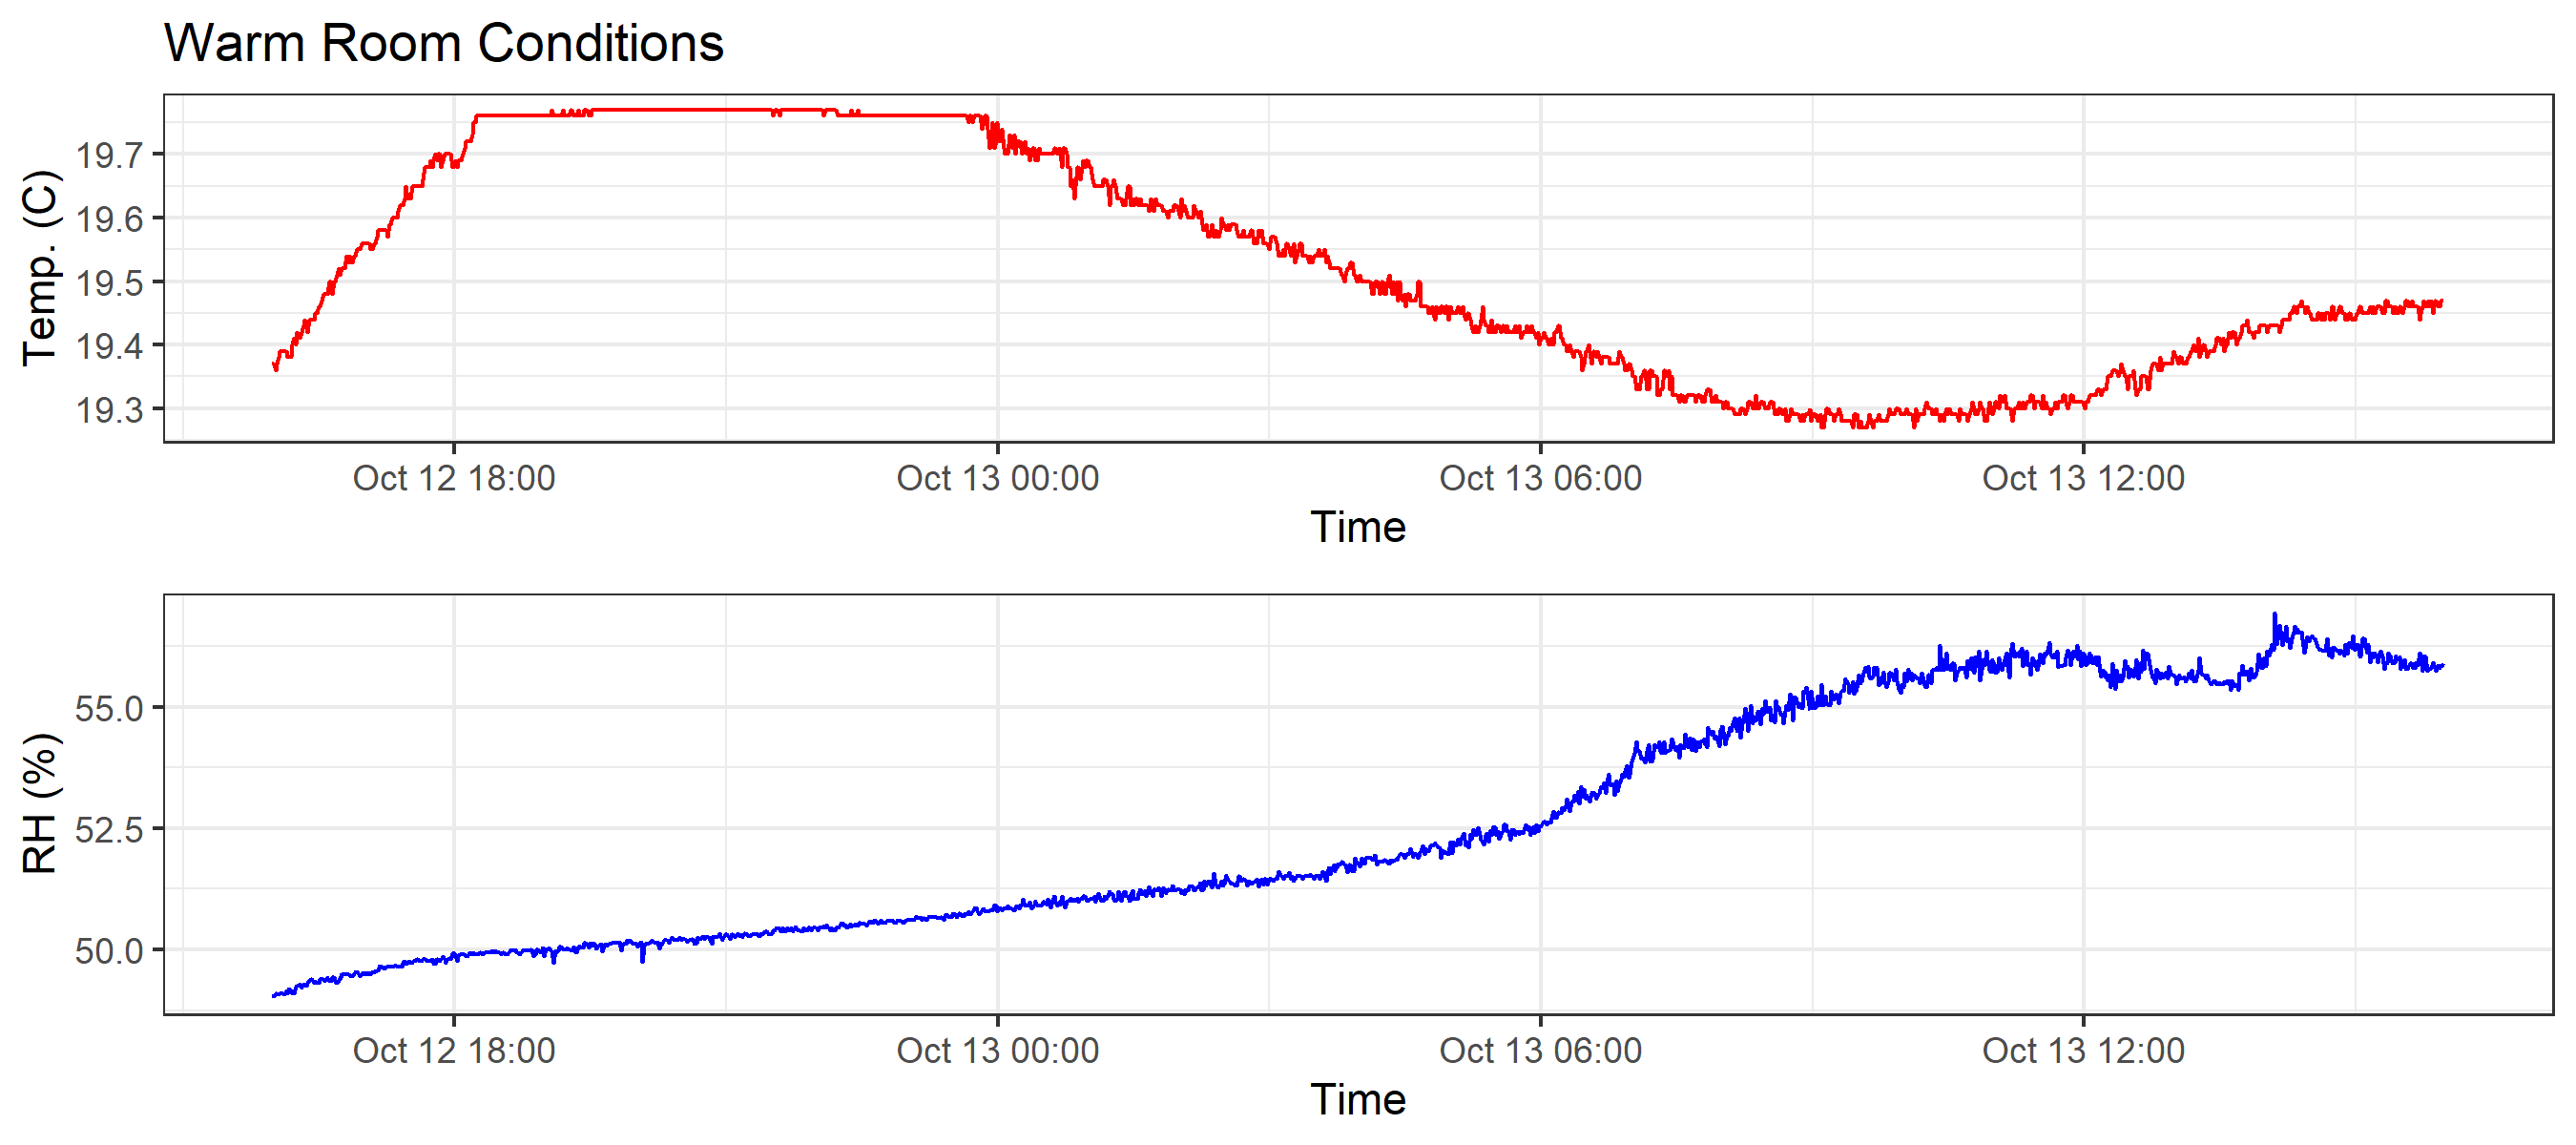 Warm Room Conditions
Temp. (C)
19.7
19.6
19.5
19.4
19.3
Oct 12 18:00 Oct 13 00:00 Oct 13 06:00 Oct 13 12:00
Time
RH (%)
55.0
52.5
50.0
Oct 12 18:00 Oct 13 00:00 Oct 13 06:00 Oct 13 12:00
Time